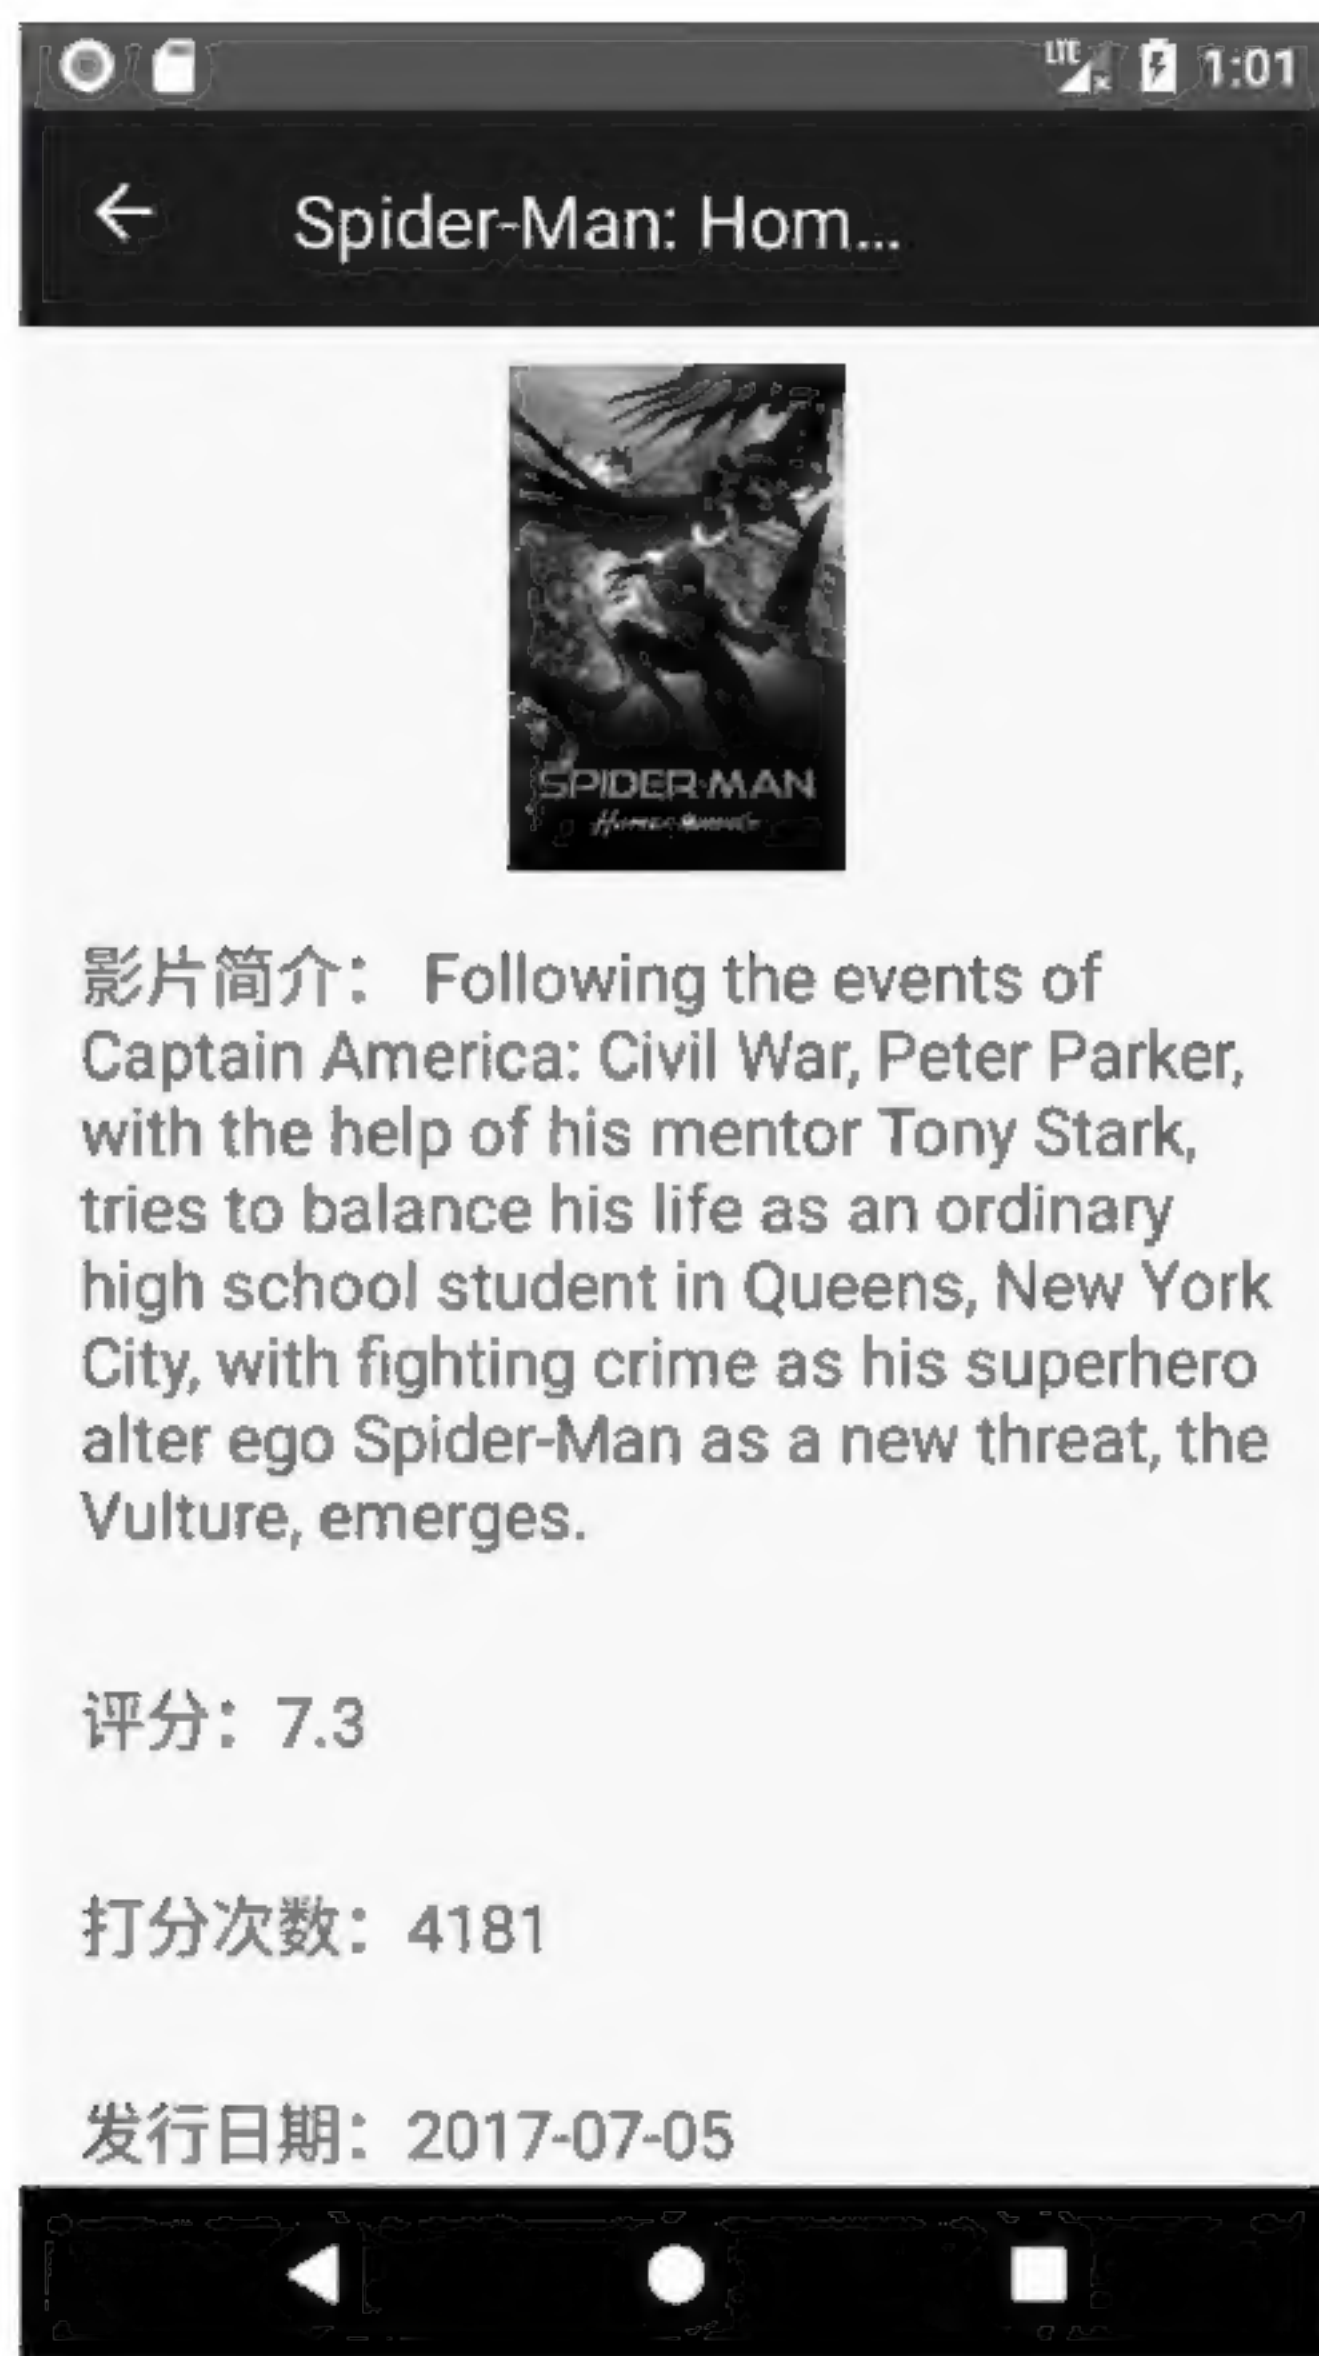 LTE 1:01
Spider-Man: Hom...
SPIDER-MAN
影片简介： Following the events of
Captain America: Civil War, Peter Parker,
with the help of his mentor Tony Stark,
tries to balance his life as an ordinary
high school student in Queens, New York
City, with fighting crime as his superhero
alter ego Spider-Man as a new threat, the
Vulture, emerges.
评分：7.3
打分次数：4181
发行日期：2017-07-05